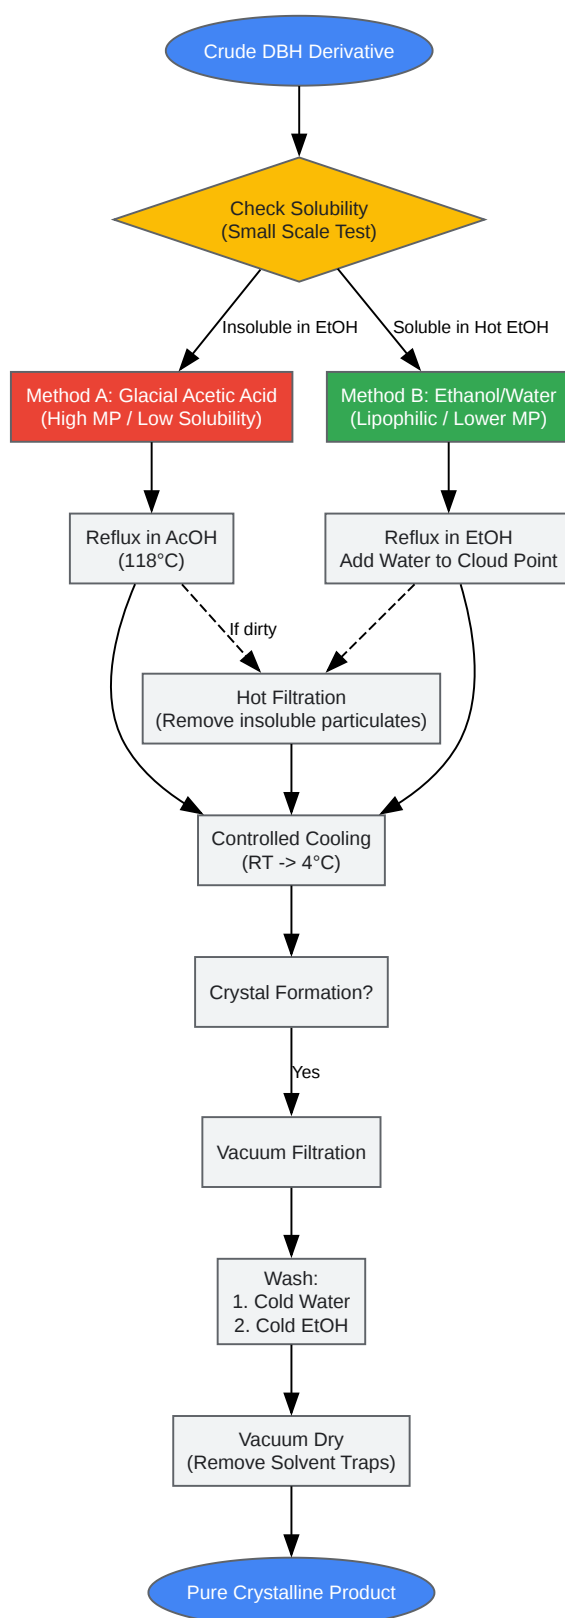 Crude DBH Derivative
Check Solubility
(Small Scale Test)
Insoluble in EtOH
Soluble in Hot EtOH
Method A: Glacial Acetic Acid
(High MP / Low Solubility)
Method B: Ethanol/Water
(Lipophilic / Lower MP)
Reflux in AcOH
(118°C)
Reflux in EtOH
Add Water to Cloud Point
If dirty
Hot Filtration
(Remove insoluble particulates)
Controlled Cooling
(RT -> 4°C)
Crystal Formation?
Yes
Vacuum Filtration
Wash:
1. Cold Water
2. Cold EtOH
Vacuum Dry
(Remove Solvent Traps)
Pure Crystalline Product